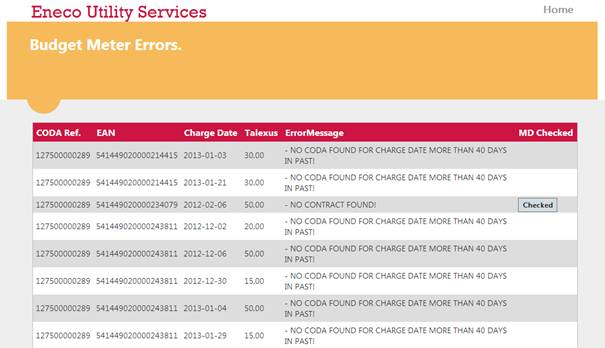 Eneco Utility Services
Home
Budget Meter Errors.
CODA Ref. EAN Charge Date Talexus ErrorMessage MD Checked
127500000289 541449020000214415 2013-01-03 30,00 - NO CODA FOUND FOR CHARGE DATE MORE THAN 40 DAYS
IN PAST!
127500000289 541449020000214415 2013-01-21 30,00 - NO CODA FOUND FOR CHARGE DATE MORE THAN 40 DAYS
IN PAST!
127500000289 541449020000234079 2012-02-06 50,00 - NO CONTRACT FOUND! Checked
127500000289 541449020000243811 2012-02-02 20,00 - NO CODA FOUND FOR CHARGE DATE MORE THAN 40 DAYS
IN PAST!
127500000289 541449020000243811 2012-12-06 50,00 - NO CODA FOUND FOR CHARGE DATE MORE THAN 40 DAYS
IN PAST!
127500000289 541449020000243811 2012-12-30 15,00 - NO CODA FOUND FOR CHARGE DATE MORE THAN 40 DAYS
IN PAST!
127500000289 541449020000243811 2013-01-04 50,00 - NO CODA FOUND FOR CHARGE DATE MORE THAN 40 DAYS
IN PAST!
127500000289 541449020000243811 2013-01-29 15,00 - NO CODA FOUND FOR CHARGE DATE MORE THAN 40 DAYS
IN PAST!